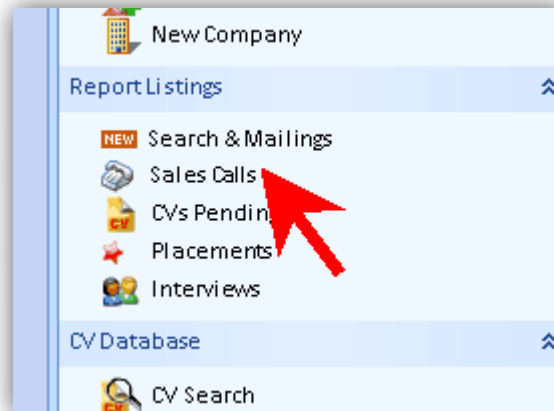 New Company
Report Listings
NEW Search & Mailings
Sales Calls
CVs Pending
Placements
Interviews
CV Database
CV Search